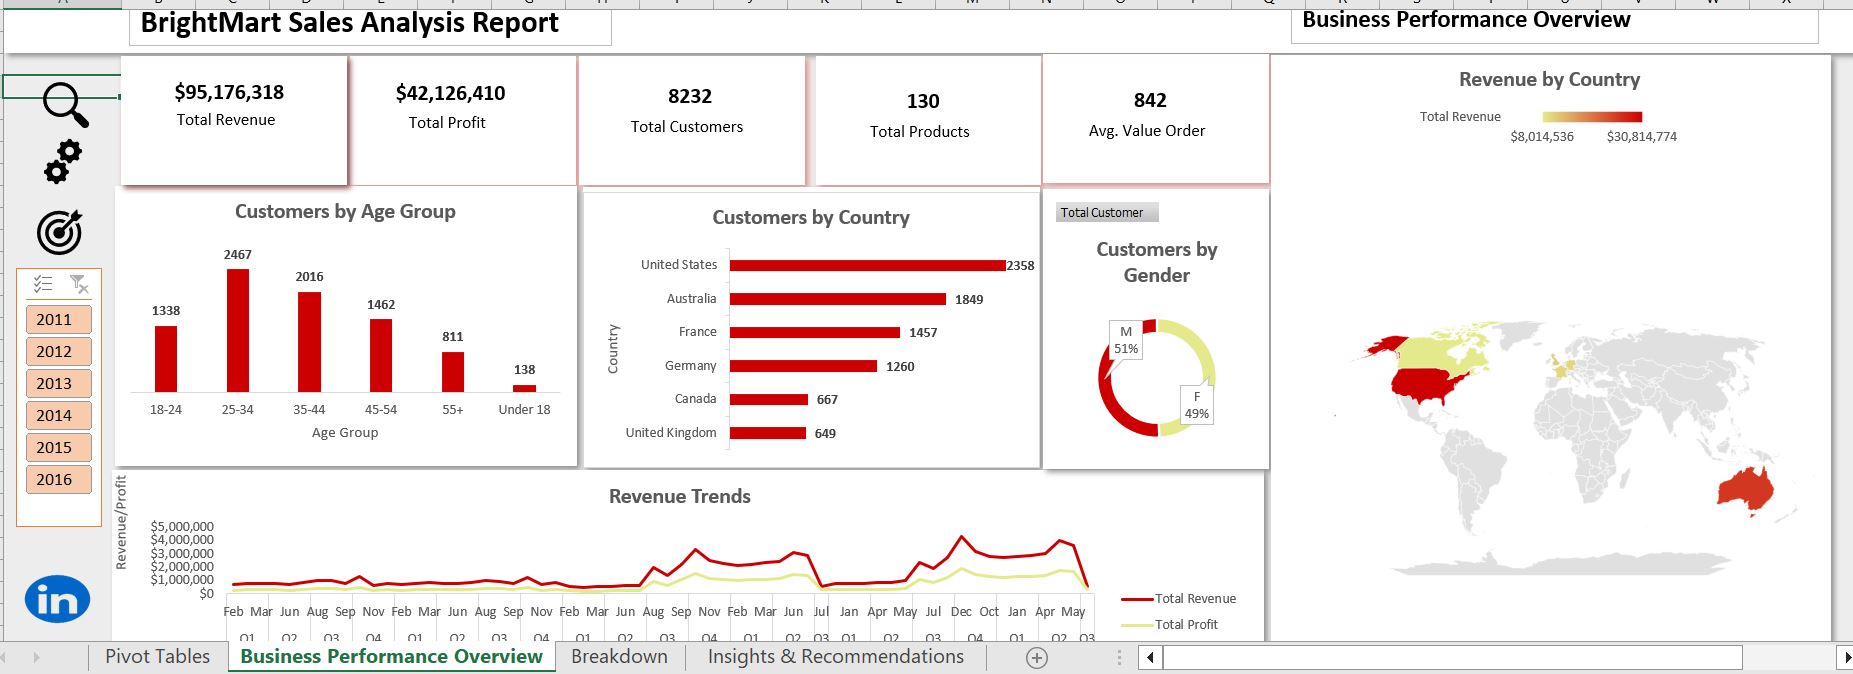 BrightMart Sales Analysis Report
Business Performance Overview
$95,176,318
Total Revenue
$42,126,410
Total Profit
8232
Total Customers
130
Total Products
842
Avg. Value Order
Revenue by Country
Total Revenue
$8,014,536 $30,814,774
2011
2012
2013
2014
2015
2016
in
Customers by Age Group
1338
2467
2016
1462
811
138
18-24 25-34 35-44 45-54 55+ Under 18
Age Group
Customers by Country
Country
United States 2358
Australia 1849
France 1457
Germany 1260
Canada 667
United Kingdom 649
Total Customer
Customers by
Gender
M
51%
F
49%
Revenue Trends
Revenue/Profit
$5,000,000
$4,000,000
$3,000,000
$2,000,000
$1,000,000
$0
Feb Mar Jun Aug Sep Nov Feb Mar Jun Aug Sep Nov Feb Mar Jun Aug Sep Nov Feb Mar Jun Jul Jan Apr May Jul Dec Oct Jan Apr May
Q1 Q2 Q3 Q4 Q1 Q2 Q3 Q4 Q1 Q2 Q3 Q4 Q1 Q2 Q3 Q1 Q2 Q3 Q4 Q1 Q2 Q3
Total Revenue
Total Profit
Pivot Tables Business Performance Overview Breakdown Insights & Recommendations